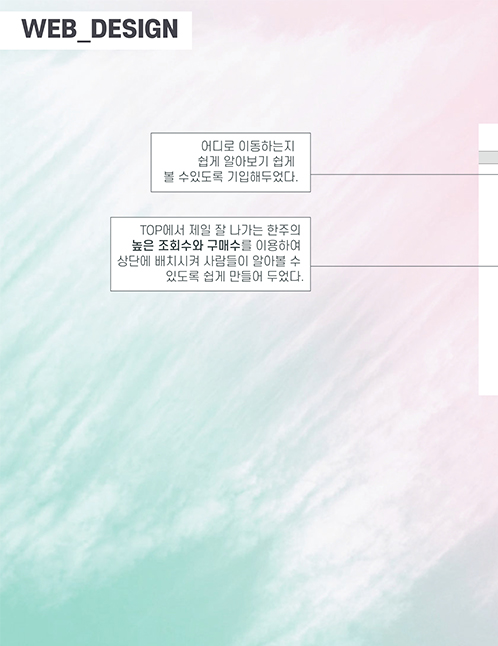 WEB_DESIGN
어디로 이동하는지
쉽게 알아보기 쉽게
볼 수있도록 기입해두었다.
TOP에서 제일 잘 나가는 한주의
높은 조회수와 구매수를 이용하여
상단에 배치시켜 사람들이 알아볼 수
있도록 쉽게 만들어 두었다.